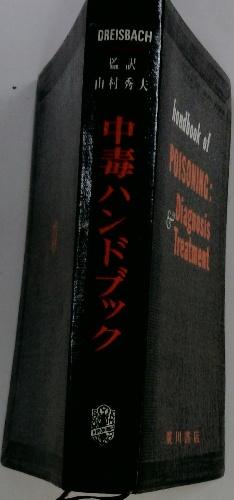 DREISBACH
監訳
山村秀夫
中毒ハンドブック
handbook of
POISONING:
Diagnosis
&
Treatment
廣川書店